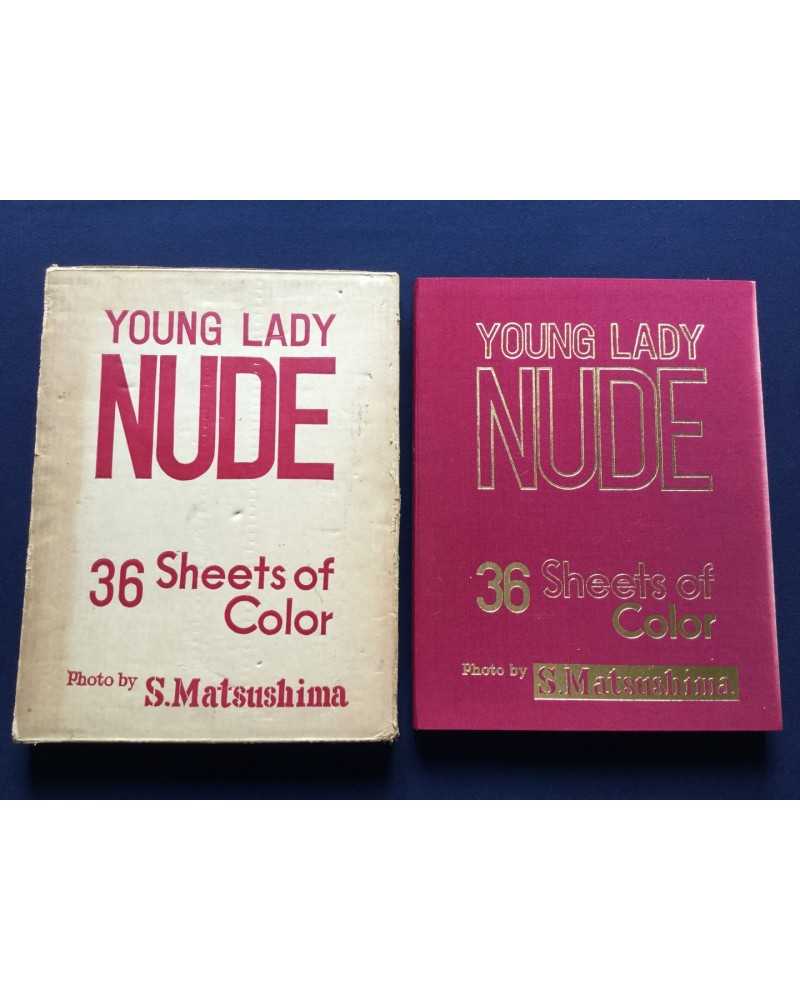 YOUNG LADY
NUDE
36 Sheets of
Color
Photo by S.Matsushima
YOUNG LADY
NUDE
36 Sheets of
Color
Photo by S.Matsushima